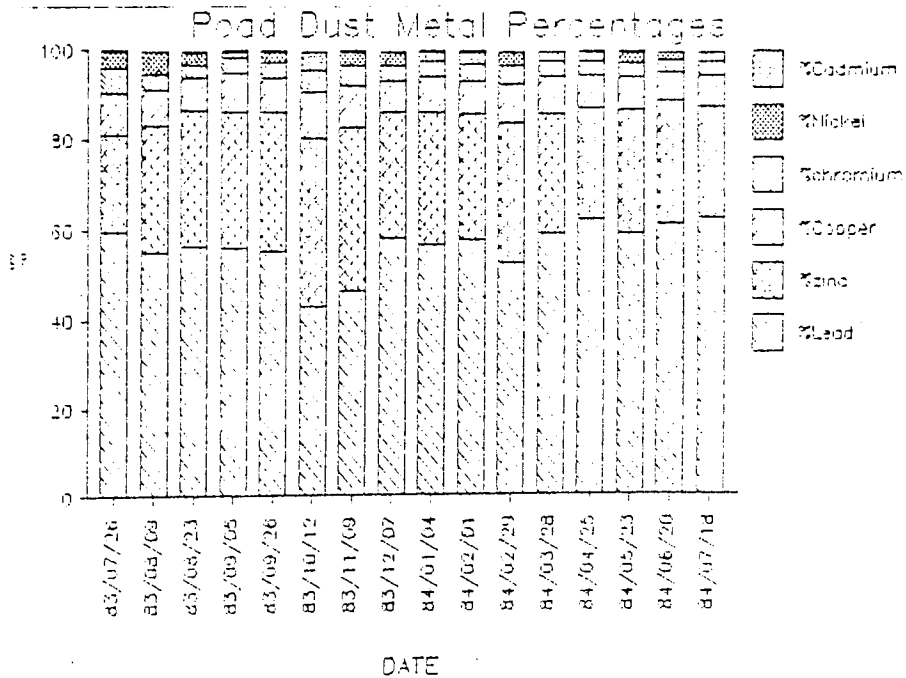 Road Dust Metal Percentages
100
80
60
40
20
0
%
%Cadmium
%Nickel
%chromium
%Copper
%zinc
%Lead
83/07/26
83/08/09
83/08/23
83/09/05
83/09/26
83/10/12
83/11/09
83/12/07
84/01/04
84/02/01
84/02/29
84/03/28
84/04/25
84/05/23
84/06/20
84/07/18
DATE